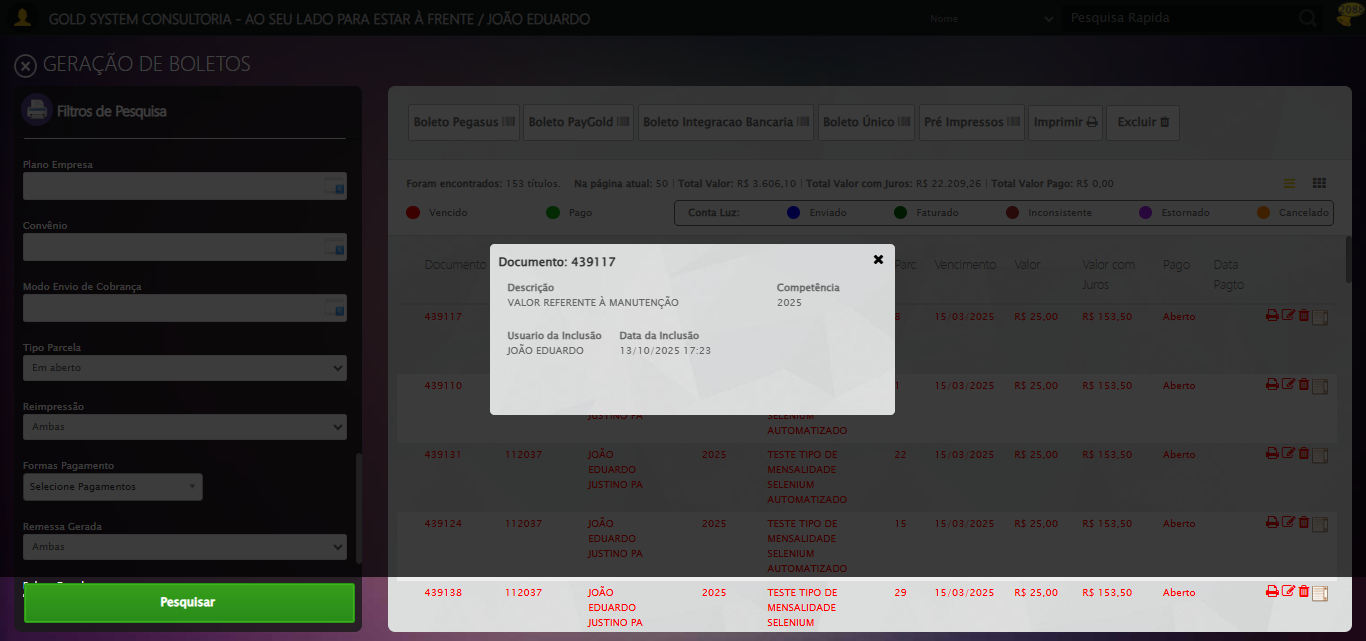 GOLD SYSTEM CONSULTORIA - AO SEU LADO PARA ESTAR À FRENTE / JOÃO EDUARDO
Nome
Pesquisa Rapida
GERAÇÃO DE BOLETOS
Filtros de Pesquisa
Plano Empresa
Convênio
Modo Envio de Cobrança
Tipo Parcela
Em aberto
Reimpressão
Ambas
Formas Pagamento
Selecione Pagamentos
Remessa Gerada
Ambas
Pesquisar
Boleto Pegasus Boleto PayGold Boleto Integracao Bancaria Boleto Único Pré Impressos Imprimir Excluir
Foram encontrados: 153 títulos. Na página atual: 50 | Total Valor: R$ 3.606,10 | Total Valor com Juros: R$ 22.209,26 | Total Valor Pago: R$ 0,00
Vencido Pago Conta Luz: Enviado Faturado Inconsistente Estornado Cancelado
Documento Parc Vencimento Valor Valor com Pago Data
Juros Pagto
Documento: 439117
Descrição Competência
VALOR REFERENTE À MANUTENÇÃO 2025
Usuario da Inclusão Data da Inclusão
JOÃO EDUARDO 13/10/2025 17:23
439117 8 15/03/2025 R$ 25,00 R$ 153,50 Aberto
439110 1 15/03/2025 R$ 25,00 R$ 153,50 Aberto
JUSTINO PA SELENIUM
AUTOMATIZADO
439131 112037 JOÃO 2025 TESTE TIPO DE 22 15/03/2025 R$ 25,00 R$ 153,50 Aberto
EDUARDO MENSALIDADE
JUSTINO PA SELENIUM
AUTOMATIZADO
439124 112037 JOÃO 2025 TESTE TIPO DE 15 15/03/2025 R$ 25,00 R$ 153,50 Aberto
EDUARDO MENSALIDADE
JUSTINO PA SELENIUM
AUTOMATIZADO
439138 112037 JOÃO 2025 TESTE TIPO DE 29 15/03/2025 R$ 25,00 R$ 153,50 Aberto
EDUARDO MENSALIDADE
JUSTINO PA SELENIUM